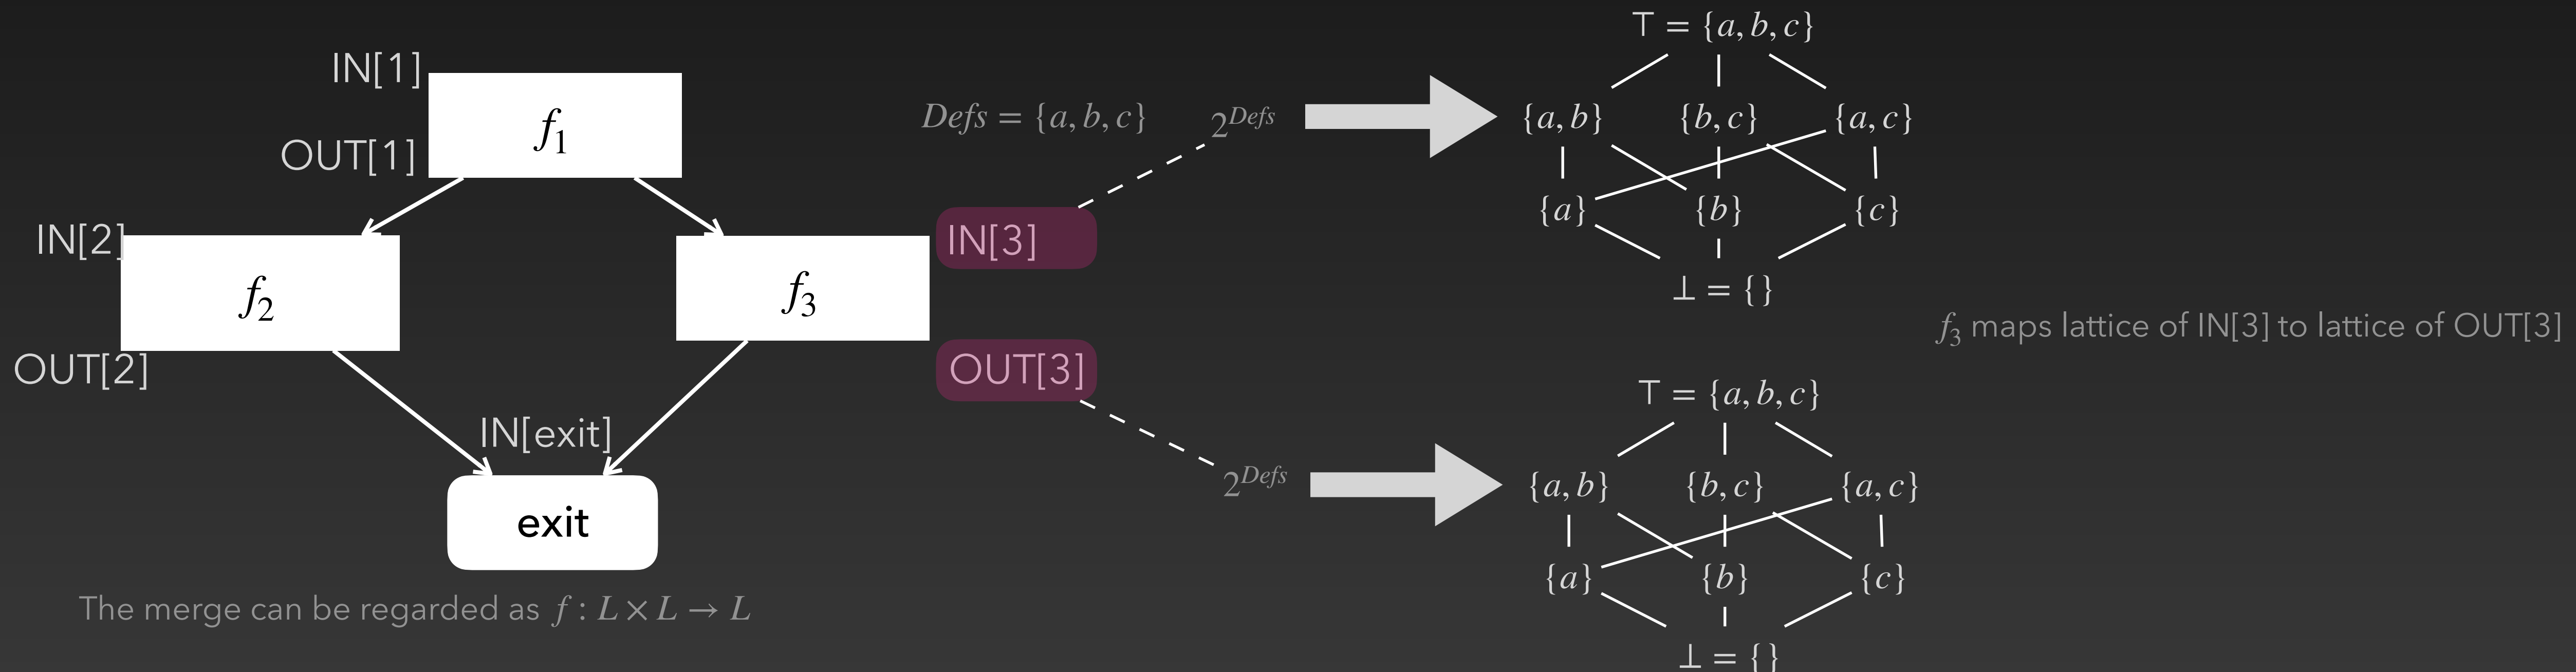 IN[1]
f₁
OUT[1]
IN[2]
f₂
OUT[2]
f₃
IN[3]
OUT[3]
IN[exit]
exit
The merge can be regarded as f : L × L → L
Defs = {a, b, c}
2^Defs
⊤ = {a, b, c}
{a, b} {b, c} {a, c}
{a} {b} {c}
⊥ = {}
f₃ maps lattice of IN[3] to lattice of OUT[3]
2^Defs
⊤ = {a, b, c}
{a, b} {b, c} {a, c}
{a} {b} {c}
⊥ = {}